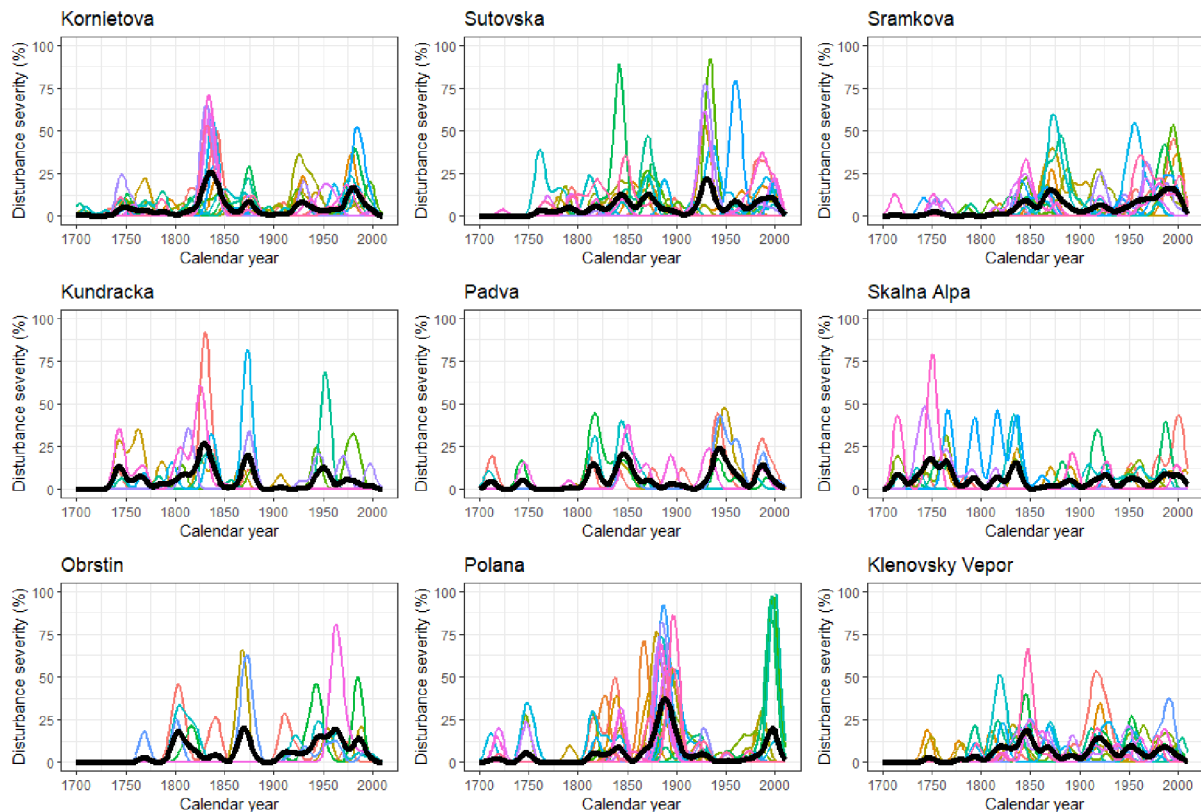 Kornietova
Disturbance severity (%)
100
75
50
25
0
1700 1750 1800 1850 1900 1950 2000
Calendar year
Sutovska
Disturbance severity (%)
100
75
50
25
0
1700 1750 1800 1850 1900 1950 2000
Calendar year
Sramkova
Disturbance severity (%)
100
75
50
25
0
1700 1750 1800 1850 1900 1950 2000
Calendar year
Kundracka
Disturbance severity (%)
100
75
50
25
0
1700 1750 1800 1850 1900 1950 2000
Calendar year
Padva
Disturbance severity (%)
100
75
50
25
0
1700 1750 1800 1850 1900 1950 2000
Calendar year
Skalna Alpa
Disturbance severity (%)
100
75
50
25
0
1700 1750 1800 1850 1900 1950 2000
Calendar year
Obrstin
Disturbance severity (%)
100
75
50
25
0
1700 1750 1800 1850 1900 1950 2000
Calendar year
Polana
Disturbance severity (%)
100
75
50
25
0
1700 1750 1800 1850 1900 1950 2000
Calendar year
Klenovsky Vepor
Disturbance severity (%)
100
75
50
25
0
1700 1750 1800 1850 1900 1950 2000
Calendar year